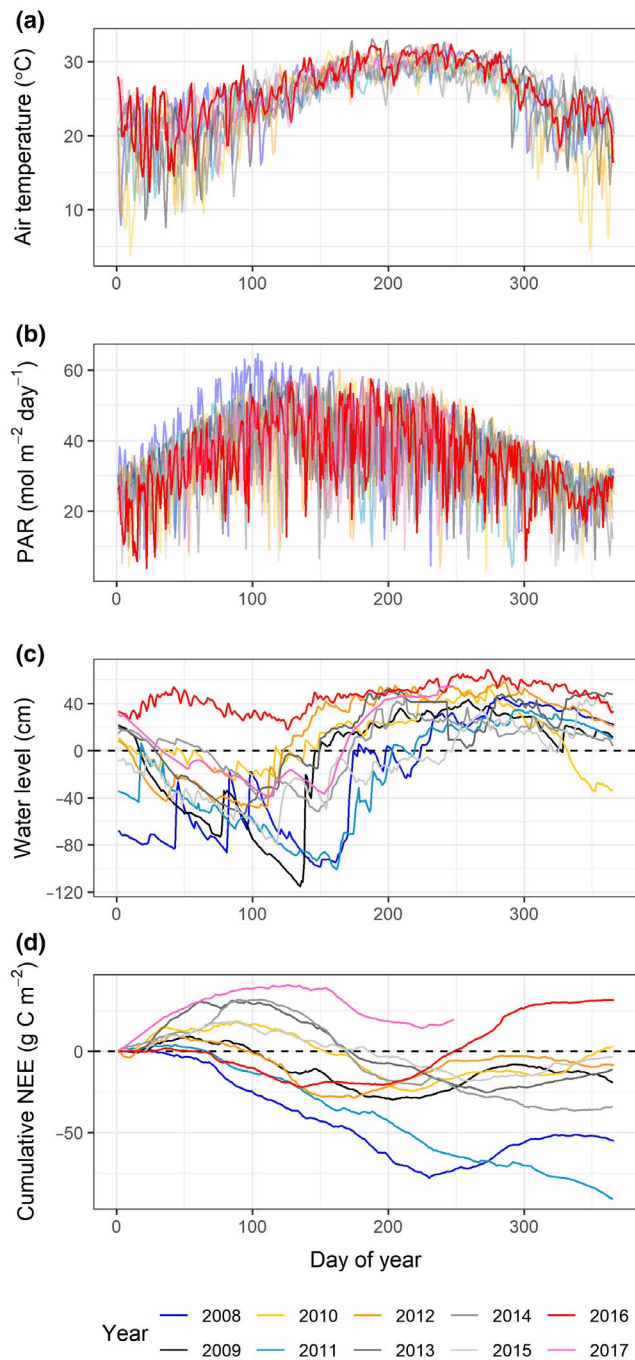 (a)
Air temperature (°C)
30
20
10
0 100 200 300
(b)
PAR (mol m⁻² day⁻¹)
60
40
20
0 100 200 300
(c)
Water level (cm)
40
0
−40
−80
−120
0 100 200 300
(d)
Cumulative NEE (g C m⁻²)
0
−50
0 100 200 300
Day of year
Year
2008 2010 2012 2014 2016
2009 2011 2013 2015 2017